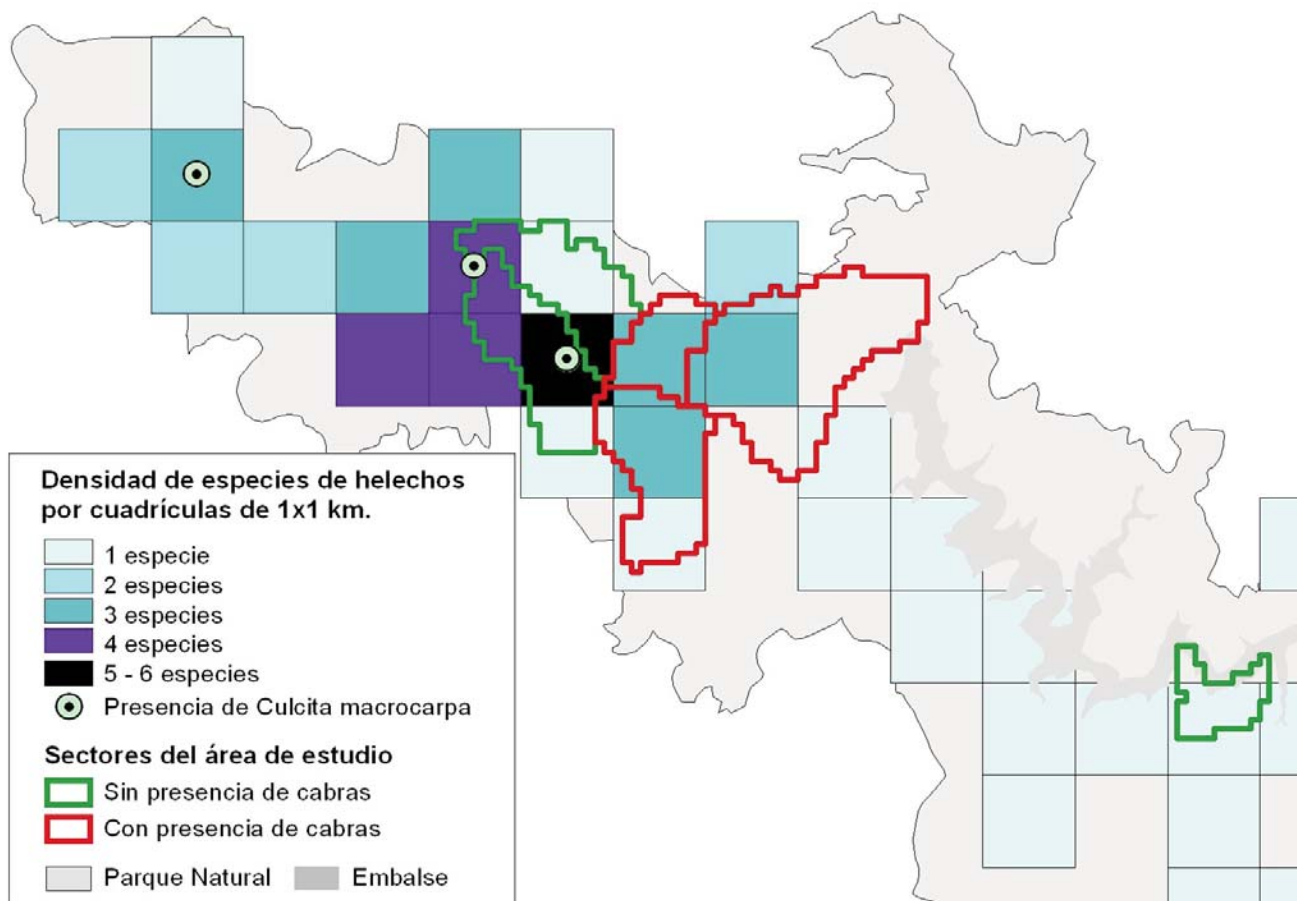 Densidad de especies de helechos
por cuadrículas de 1x1 km.
1 especie
2 especies
3 especies
4 especies
5 - 6 especies
Presencia de Culcita macrocarpa
Sectores del área de estudio
Sin presencia de cabras
Con presencia de cabras
Parque Natural Embalse